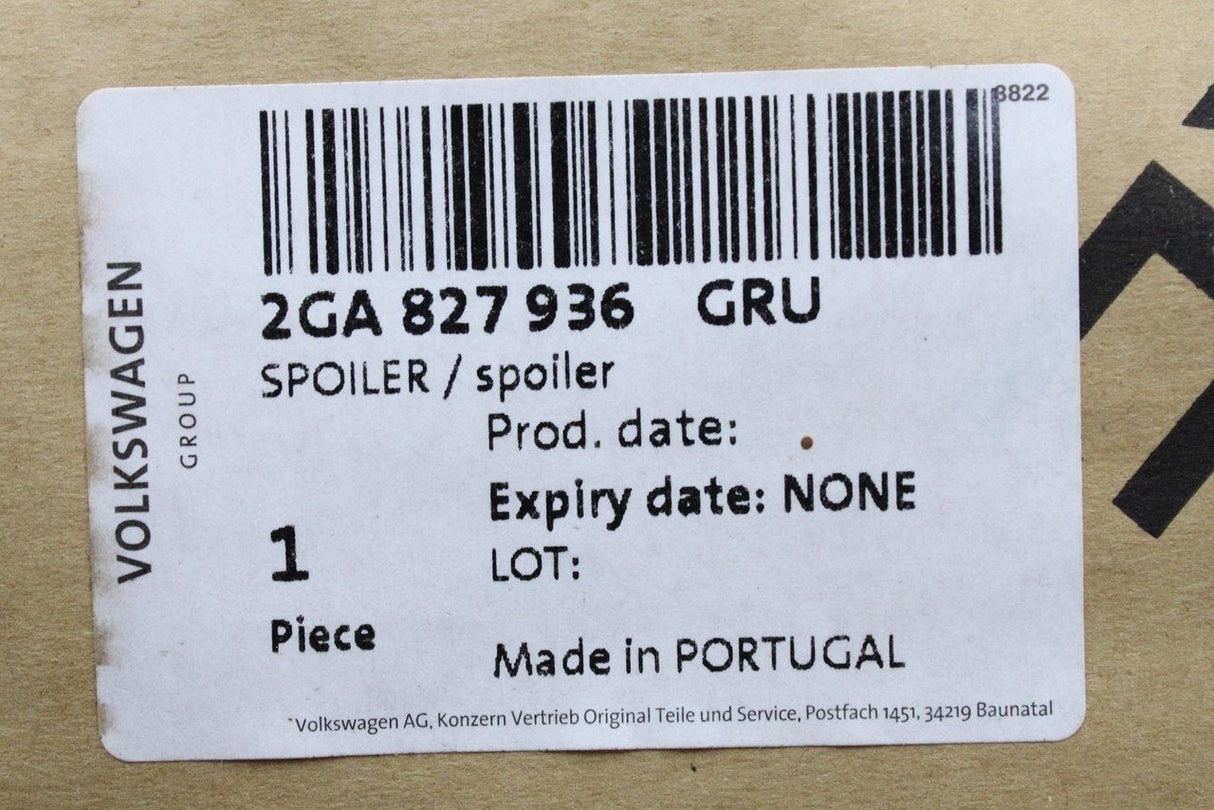 8822
2GA 827 936 GRU
SPOILER / spoiler
Prod. date:
Expiry date: NONE
LOT:
1
Piece
Made in PORTUGAL
Volkswagen AG, Konzern Vertrieb Original Teile und Service, Postfach 1451, 34219 Baunatal
VOLKSWAGEN
GROUP